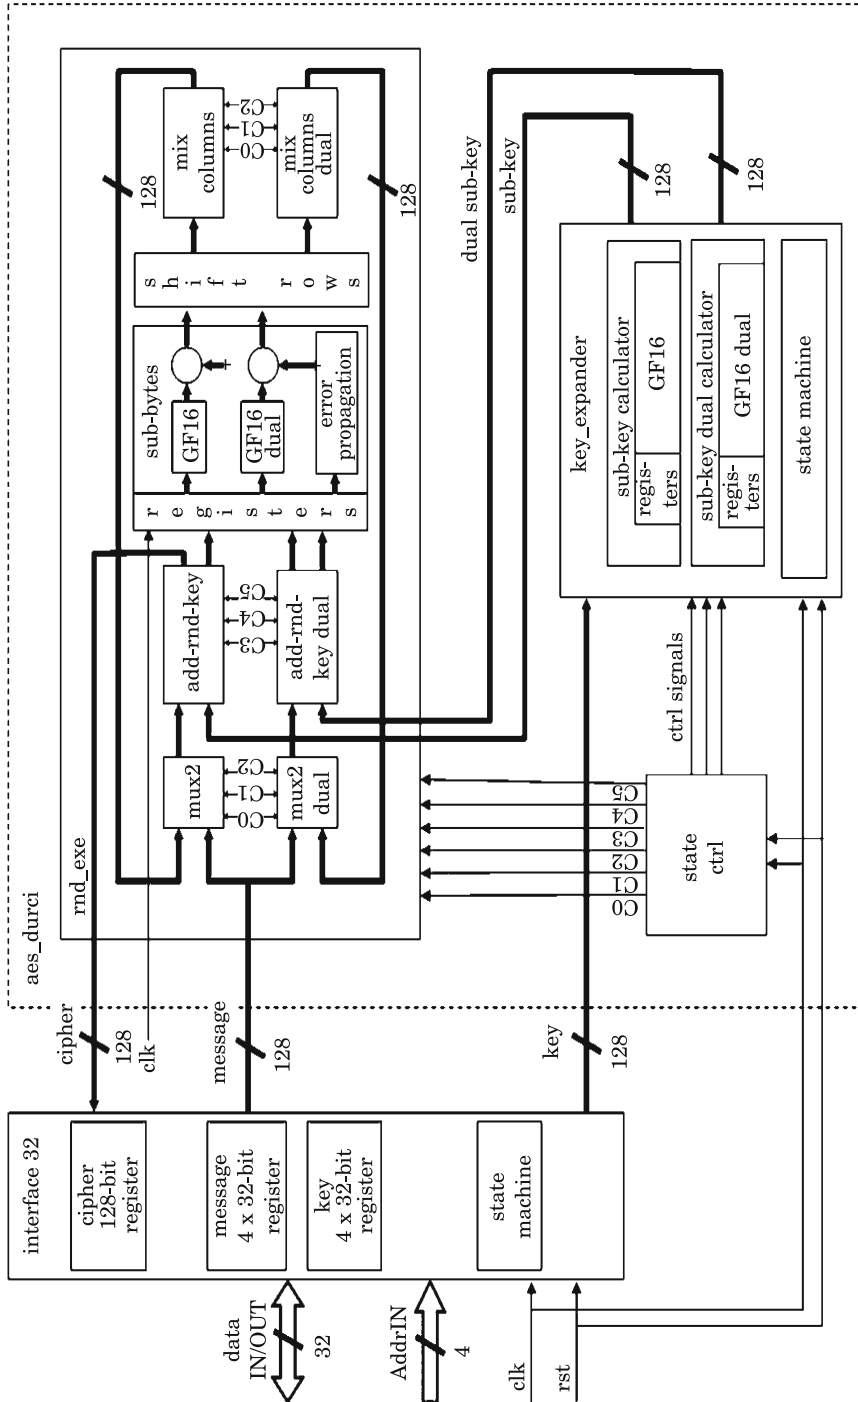 aes_durci
rnd_exe
128
mix
columns
C0
C1
C2
mix
columns
dual
128
s
h
i
f
t
r
o
w
s
sub-bytes
GF16
+
GF16
dual
+
error
propagation
r
e
g
i
s
t
e
r
s
add-rnd-key
C3
C4
C5
add-rnd-
key dual
mux2
C0
C1
C2
mux2
dual
dual sub-key
sub-key
128
128
key_expander
sub-key calculator
regis-
ters
GF16
sub-key dual calculator
regis-
ters
GF16 dual
state machine
ctrl signals
C0
C1
C2
C3
C4
C5
state
ctrl
cipher
128
clk
message
128
key
128
interface 32
cipher
128-bit
register
message
4 x 32-bit
register
key
4 x 32-bit
register
state
machine
data
IN/OUT
32
AddrIN
4
clk
rst